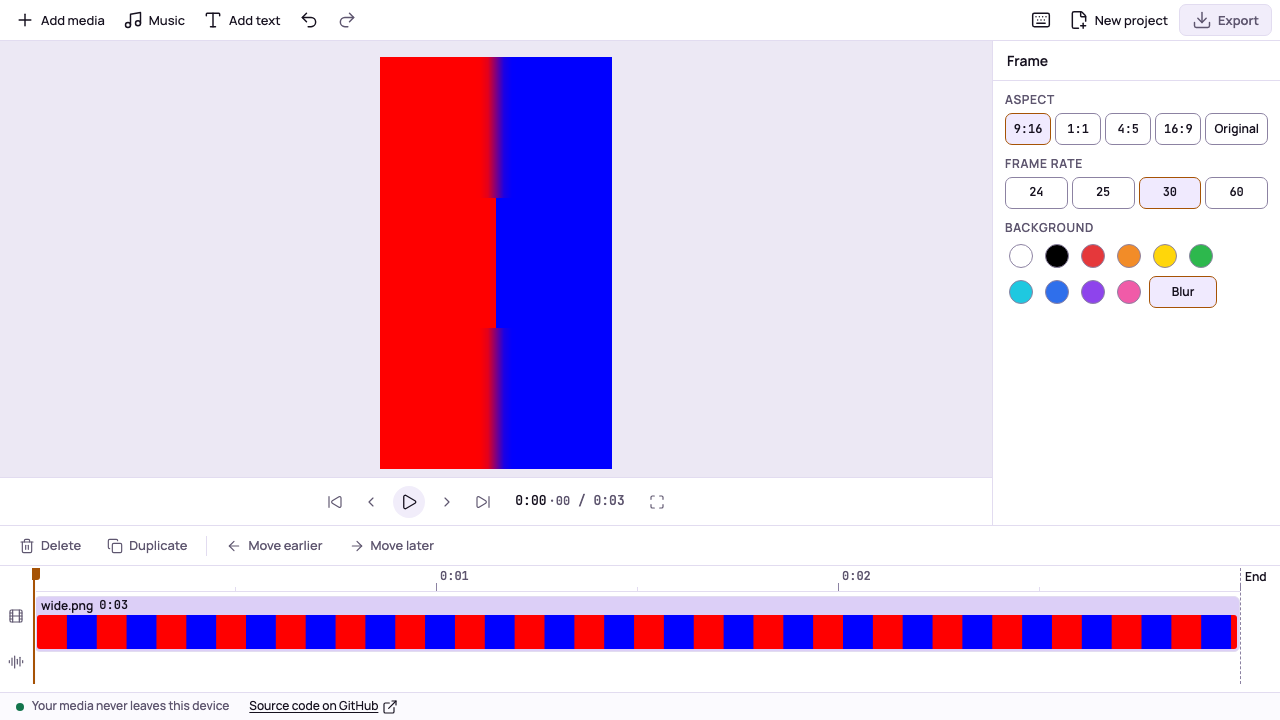 Add media Music Add text New project Export
Frame
ASPECT
9:16 1:1 4:5 16:9 Original
FRAME RATE
24 25 30 60
BACKGROUND
Blur
0:00·00 / 0:03
Delete Duplicate Move earlier Move later
0:01 0:02 End
wide.png 0:03
Your media never leaves this device Source code on GitHub